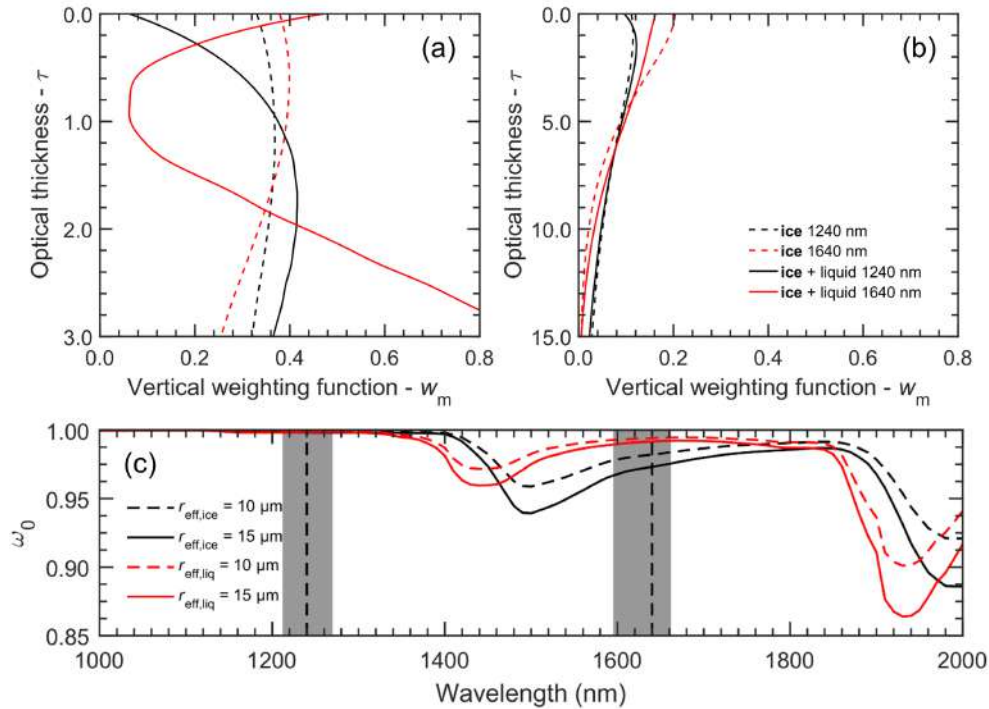 0.0
1.0
2.0
3.0
Optical thickness - τ
(a)
0.0 0.2 0.4 0.6 0.8
Vertical weighting function - wm
0.0
5.0
10.0
15.0
Optical thickness - τ
(b)
ice 1240 nm
ice 1640 nm
ice + liquid 1240 nm
ice + liquid 1640 nm
0.0 0.2 0.4 0.6 0.8
Vertical weighting function - wm
1.00
0.95
0.90
0.85
ω0
(c)
reff,ice = 10 µm
reff,ice = 15 µm
reff,liq = 10 µm
reff,liq = 15 µm
1000 1200 1400 1600 1800 2000
Wavelength (nm)